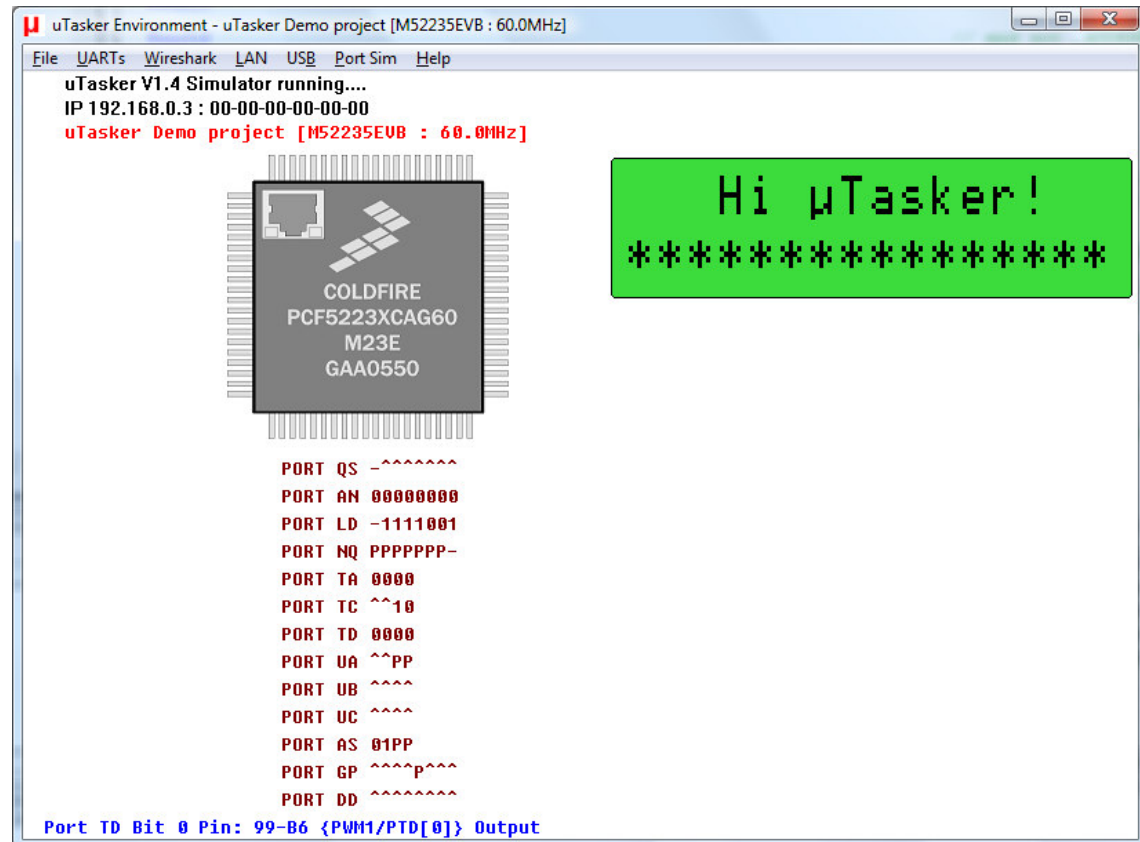 µ uTasker Environment - uTasker Demo project [M52235EVB : 60.0MHz]
File UARTs Wireshark LAN USB Port Sim Help
uTasker V1.4 Simulator running....
IP 192.168.0.3 : 00-00-00-00-00-00
uTasker Demo project [M52235EVB : 60.0MHz]
Hi µTasker!
****************
COLDFIRE
PCF5223XCAG60
M23E
GAA0550
PORT QS -^^^^^^^
PORT AN 00000000
PORT LD -1111001
PORT NQ PPPPPPP-
PORT TA 0000
PORT TC ^^10
PORT TD 0000
PORT UA ^^PP
PORT UB ^^^^
PORT UC ^^^^
PORT AS 01PP
PORT GP ^^^^P^^^
PORT DD ^^^^^^^^
Port TD Bit 0 Pin: 99-B6 {PWM1/PTD[0]} Output